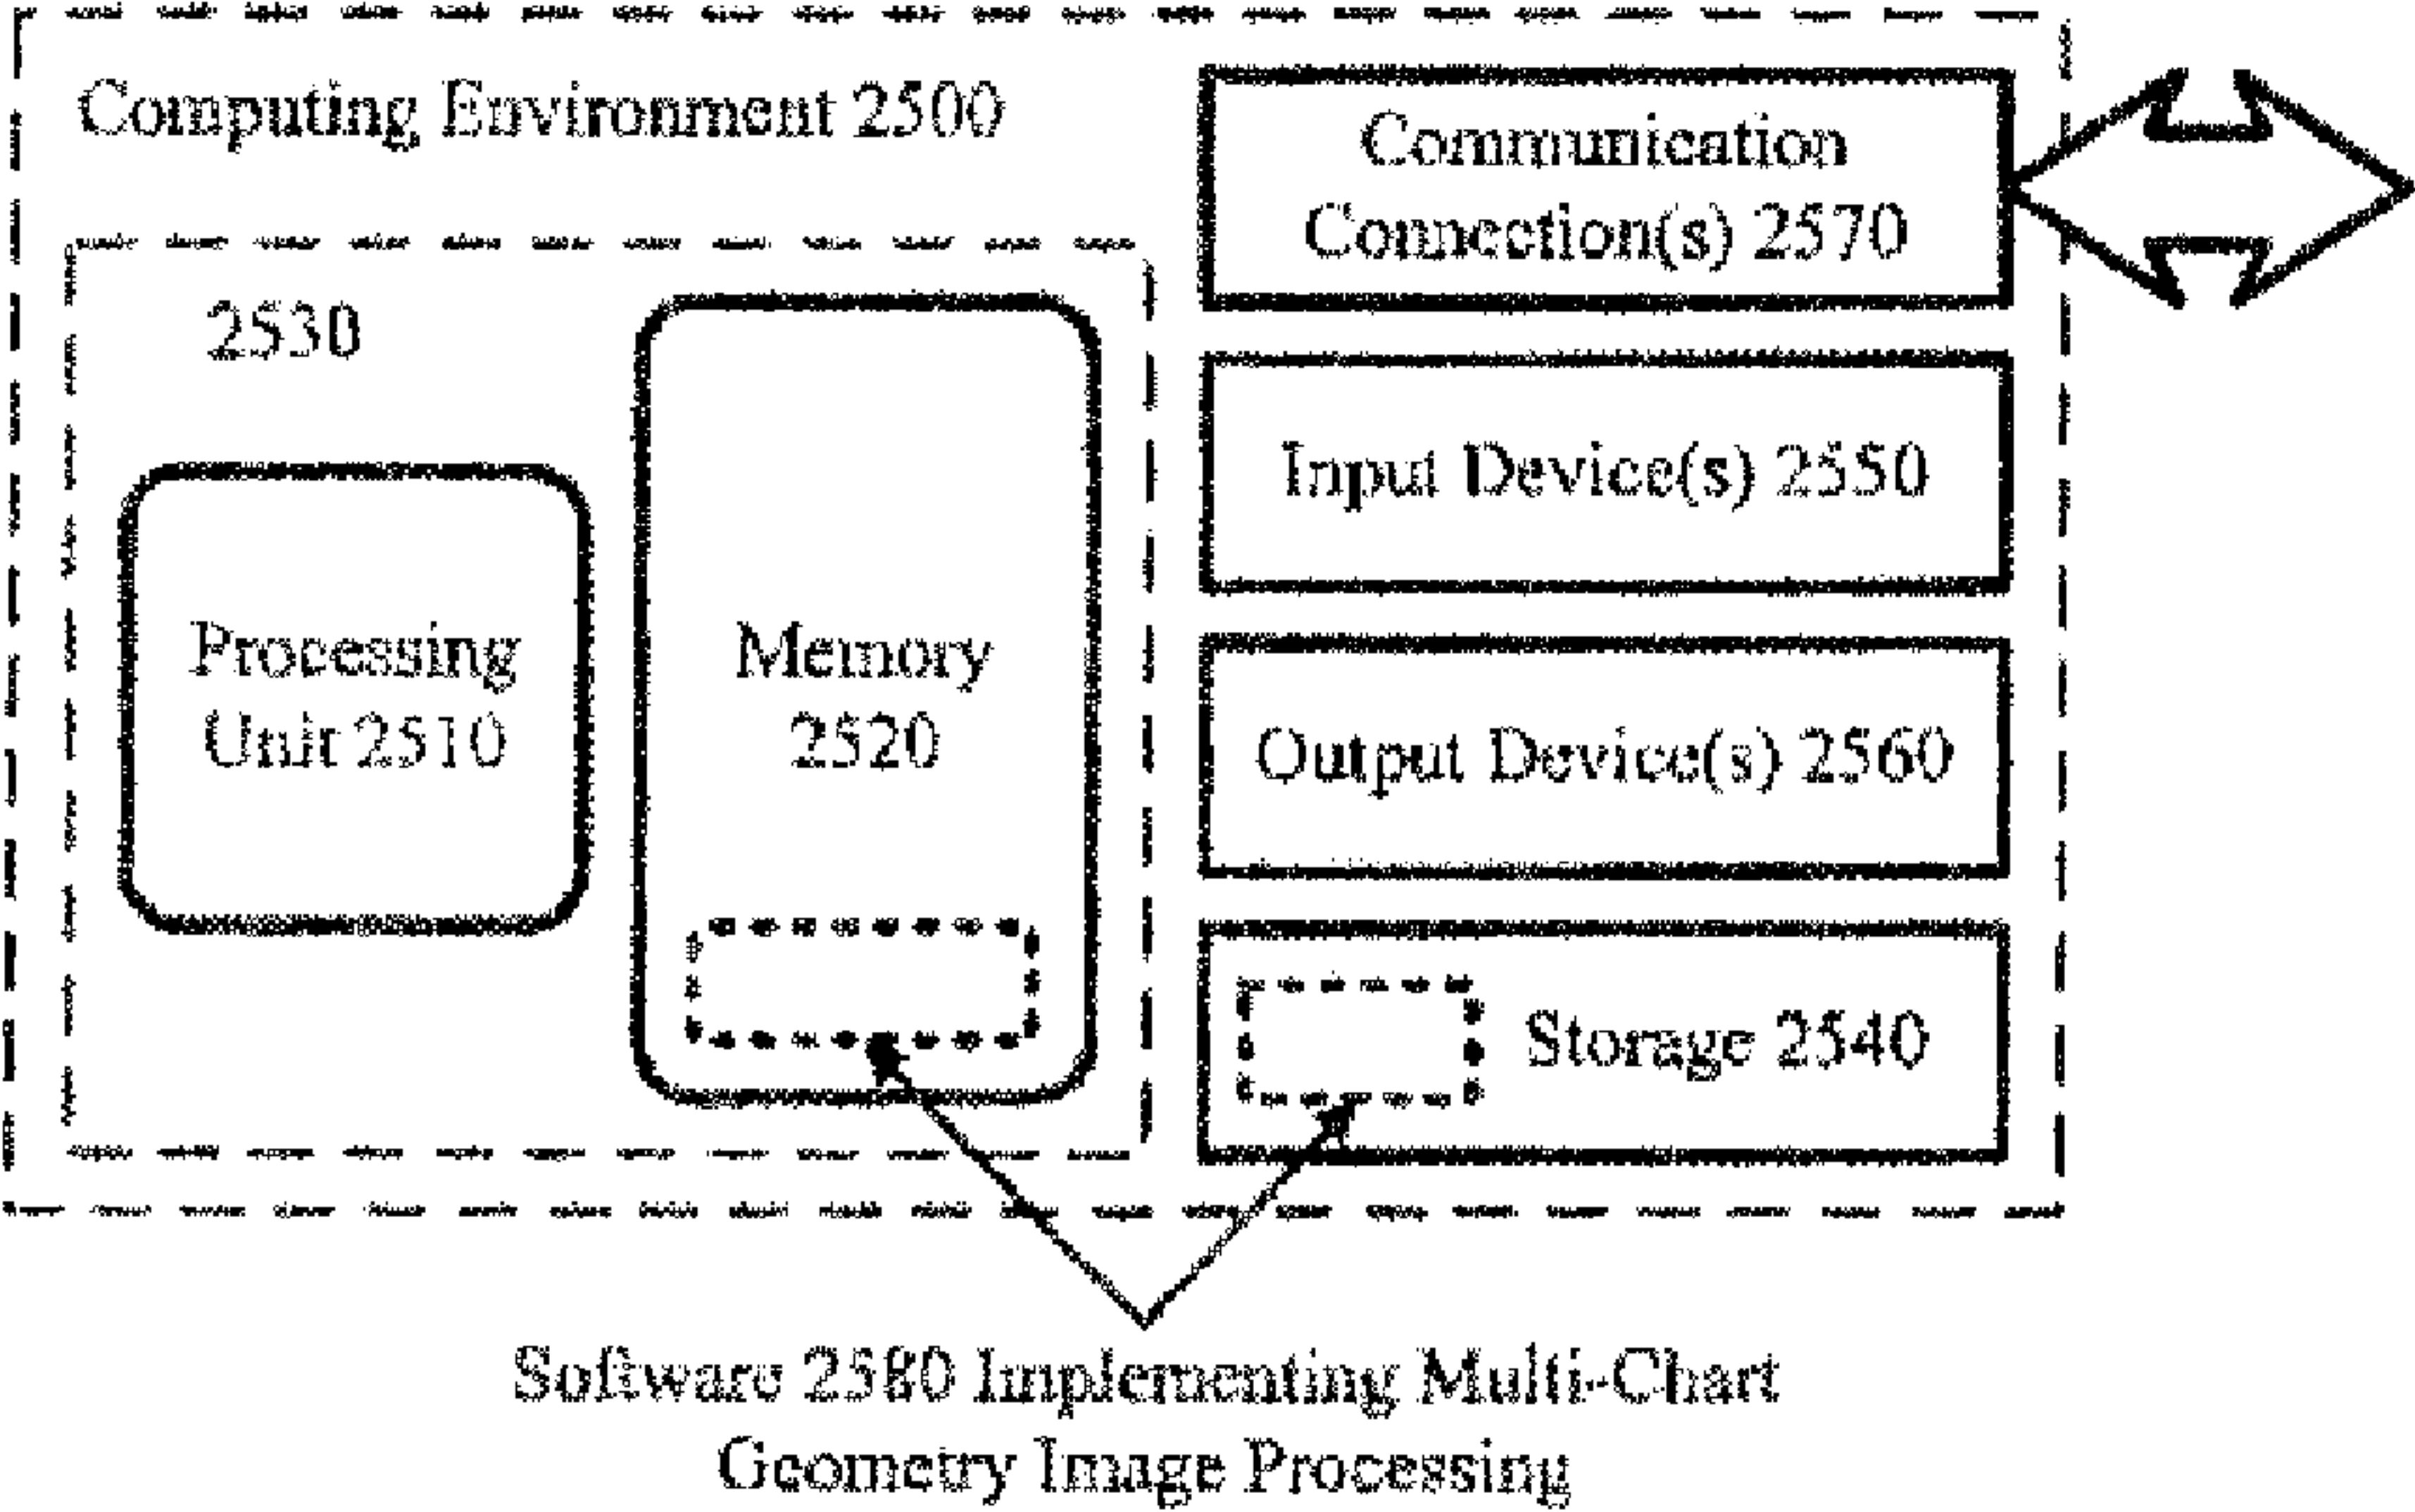 Computing Environment 2500
Communication
Connection(s) 2570
2530
Input Device(s) 2550
Processing
Unit 2510
Memory
2520
Output Device(s) 2560
Storage 2540
Software 2580 Implementing Multi-Chart
Geometry Image Processing